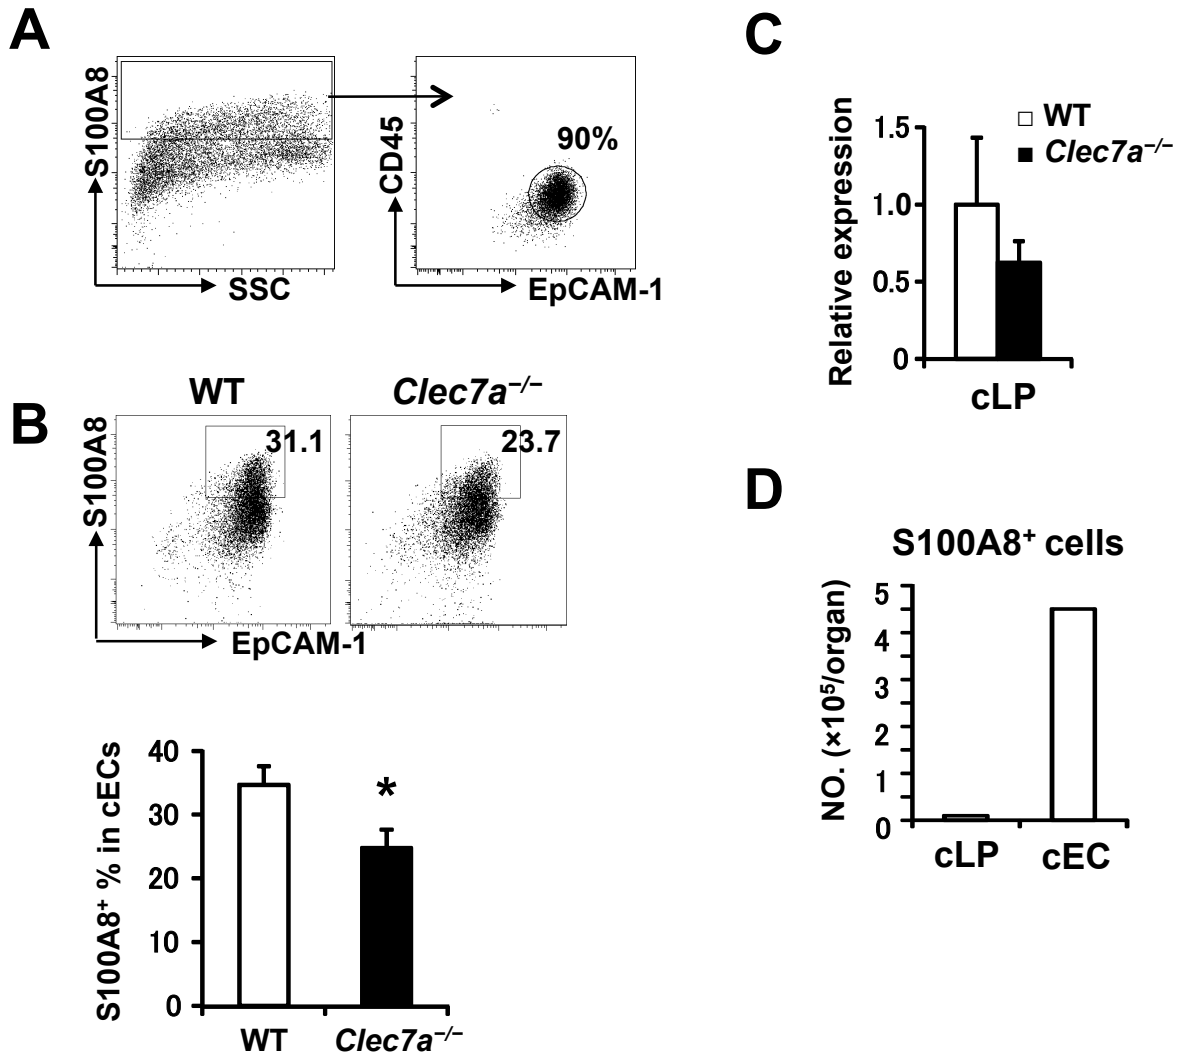 A
S100A8
SSC
CD45
90%
EpCAM-1
B
WT
Clec7a−/−
S100A8
31.1
23.7
EpCAM-1
S100A8+ % in cECs
40
30
20
10
0
*
WT
Clec7a−/−
C
Relative expression
1.5
1.0
0.5
0
WT
Clec7a−/−
cLP
D
S100A8+ cells
NO. (×10⁵/organ)
5
4
3
2
1
0
cLP
cEC